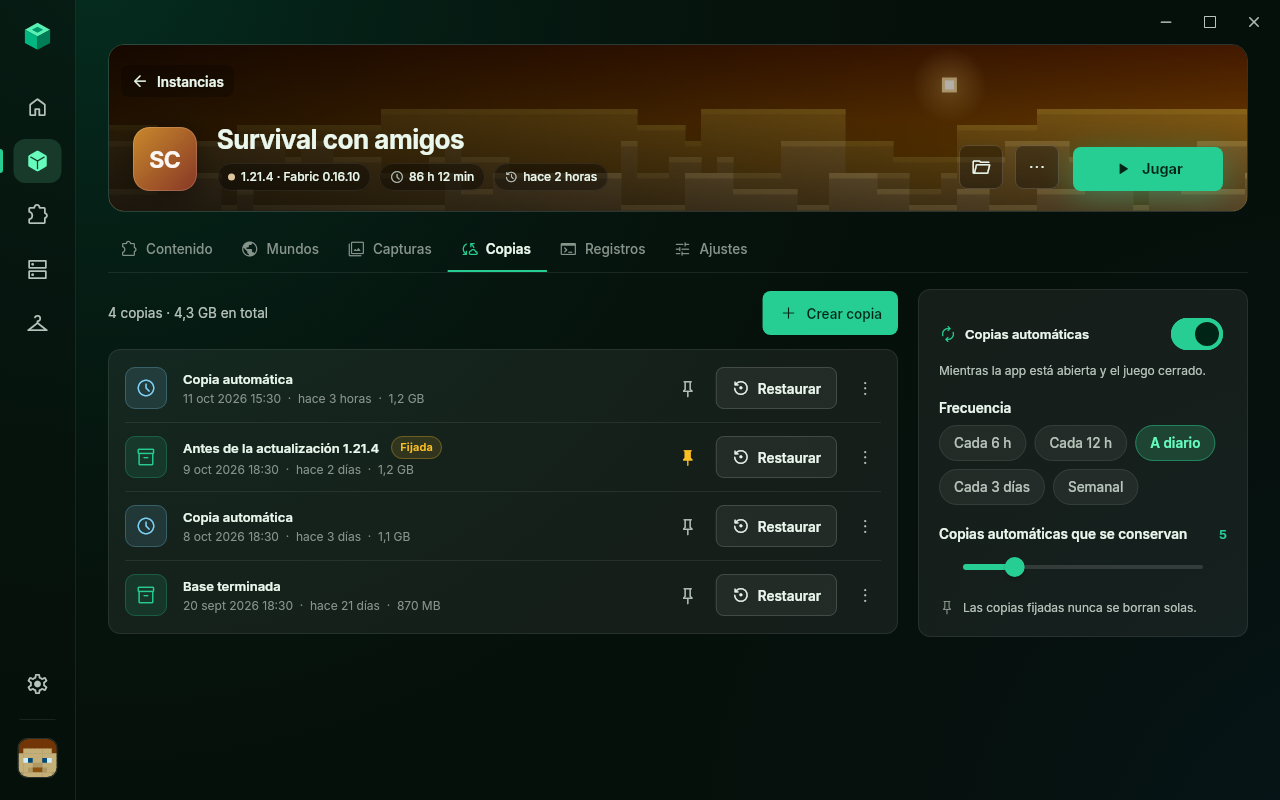 Instancias
SC
Survival con amigos
1.21.4 · Fabric 0.16.10
86 h 12 min
hace 2 horas
Jugar
Contenido
Mundos
Capturas
Copias
Registros
Ajustes
4 copias · 4,3 GB en total
Crear copia
Copia automática
11 oct 2026 15:30 · hace 3 horas · 1,2 GB
Restaurar
Antes de la actualización 1.21.4
Fijada
9 oct 2026 18:30 · hace 2 días · 1,2 GB
Restaurar
Copia automática
8 oct 2026 18:30 · hace 3 días · 1,1 GB
Restaurar
Base terminada
20 sept 2026 18:30 · hace 21 días · 870 MB
Restaurar
Copias automáticas
Mientras la app está abierta y el juego cerrado.
Frecuencia
Cada 6 h
Cada 12 h
A diario
Cada 3 días
Semanal
Copias automáticas que se conservan 5
Las copias fijadas nunca se borran solas.